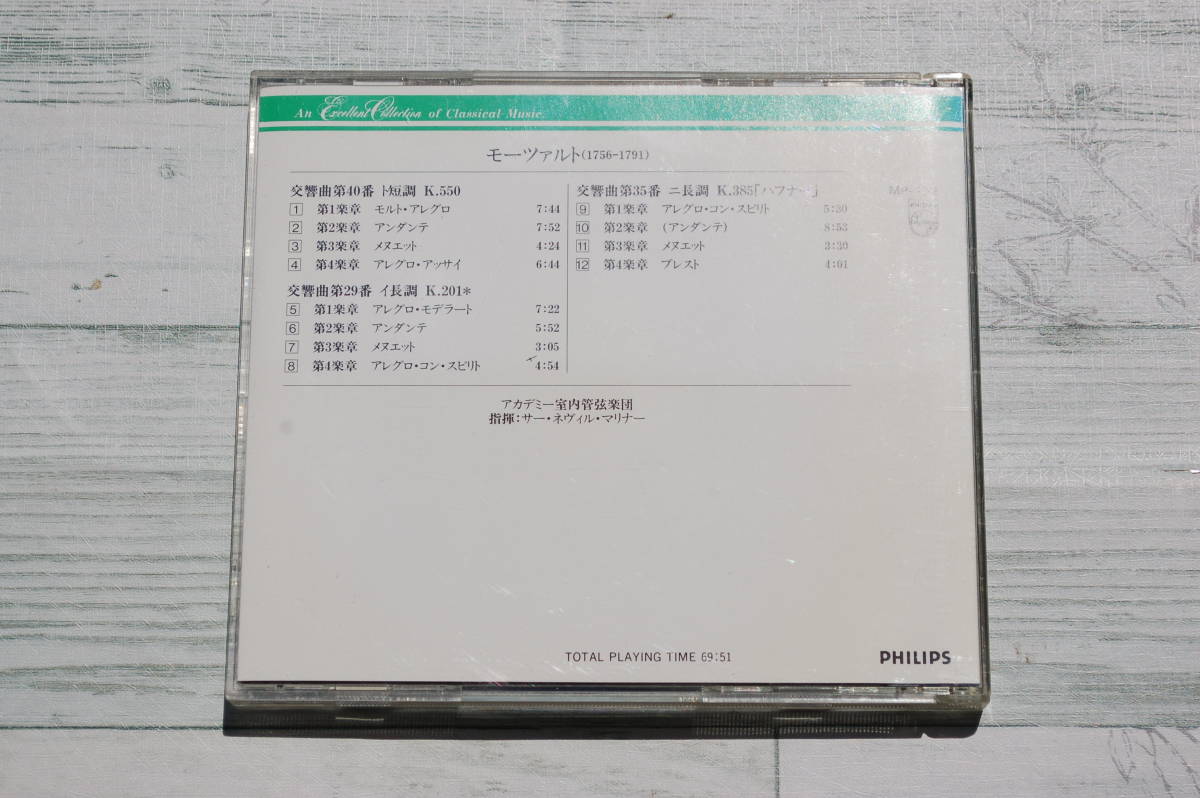 An Excellent Collection of Classical Music.
モーツァルト(1756-1791)
交響曲第40番 ト短調 K.550
1 第1楽章 モルト・アレグロ 7:44
2 第2楽章 アンダンテ 7:52
3 第3楽章 メヌエット 4:24
4 第4楽章 アレグロ・アッサイ 6:44
交響曲第29番 イ長調 K.201*
5 第1楽章 アレグロ・モデラート 7:22
6 第2楽章 アンダンテ 5:52
7 第3楽章 メヌエット 3:05
8 第4楽章 アレグロ・コン・スピリト 4:54
交響曲第35番 ニ長調 K.385「ハフナー」
9 第1楽章 アレグロ・コン・スピリト 5:30
10 第2楽章 (アンダンテ) 8:53
11 第3楽章 メヌエット 3:30
12 第4楽章 プレスト 4:01
アカデミー室内管弦楽団
指揮:サー・ネヴィル・マリナー
TOTAL PLAYING TIME 69:51
PHILIPS